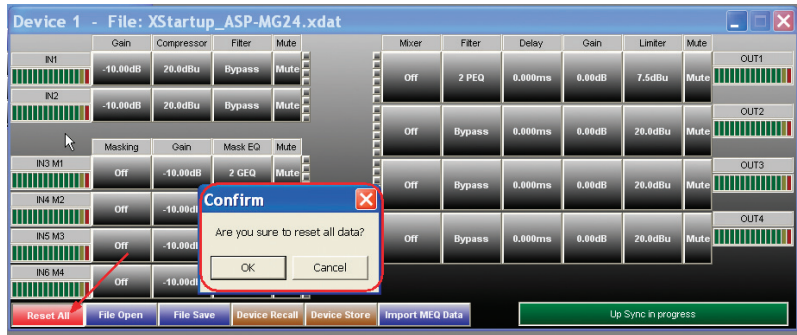 Device 1 - File: XStartup_ASP-MG24.xdat
Gain Compressor Filter Mute Mixer Filter Delay Gain Limiter Mute
IN1 -10.00dB 20.0dBu Bypass Mute Off 2 PEQ 0.000ms 0.00dB 7.5dBu Mute OUT1
IN2 -10.00dB 20.0dBu Bypass Mute Off Bypass 0.000ms 0.00dB 20.0dBu Mute OUT2
Masking Gain Mask EQ Mute
IN3 M1 Off -10.00dB 2 GEQ Mute Off Bypass 0.000ms 0.00dB 20.0dBu Mute OUT3
IN4 M2 Off -10.00d
Confirm
Are you sure to reset all data?
OK Cancel
IN5 M3 Off -10.00d Off Bypass 0.000ms 0.00dB 20.0dBu Mute OUT4
IN6 M4 Off -10.00d
Reset All File Open File Save Device Recall Device Store Import MEQ Data Up Sync in progress